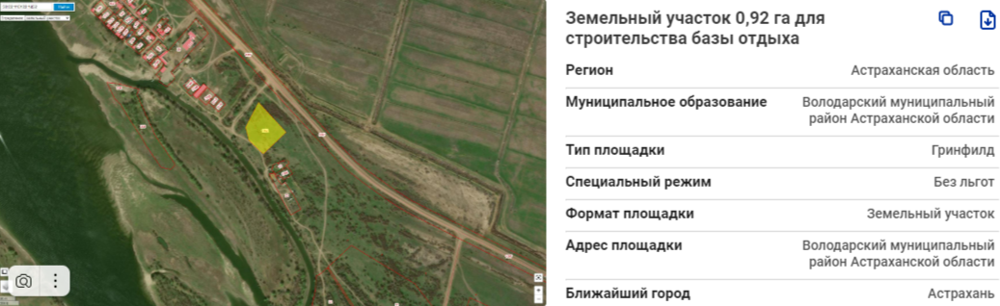 Земельный участок 0,92 га для
строительства базы отдыха
Регион
Астраханская область
Муниципальное образование
Володарский муниципальный
район Астраханской области
Тип площадки
Гринфилд
Специальный режим
Без льгот
Формат площадки
Земельный участок
Адрес площадки
Володарский муниципальный
район Астраханской области
Ближайший город
Астрахань